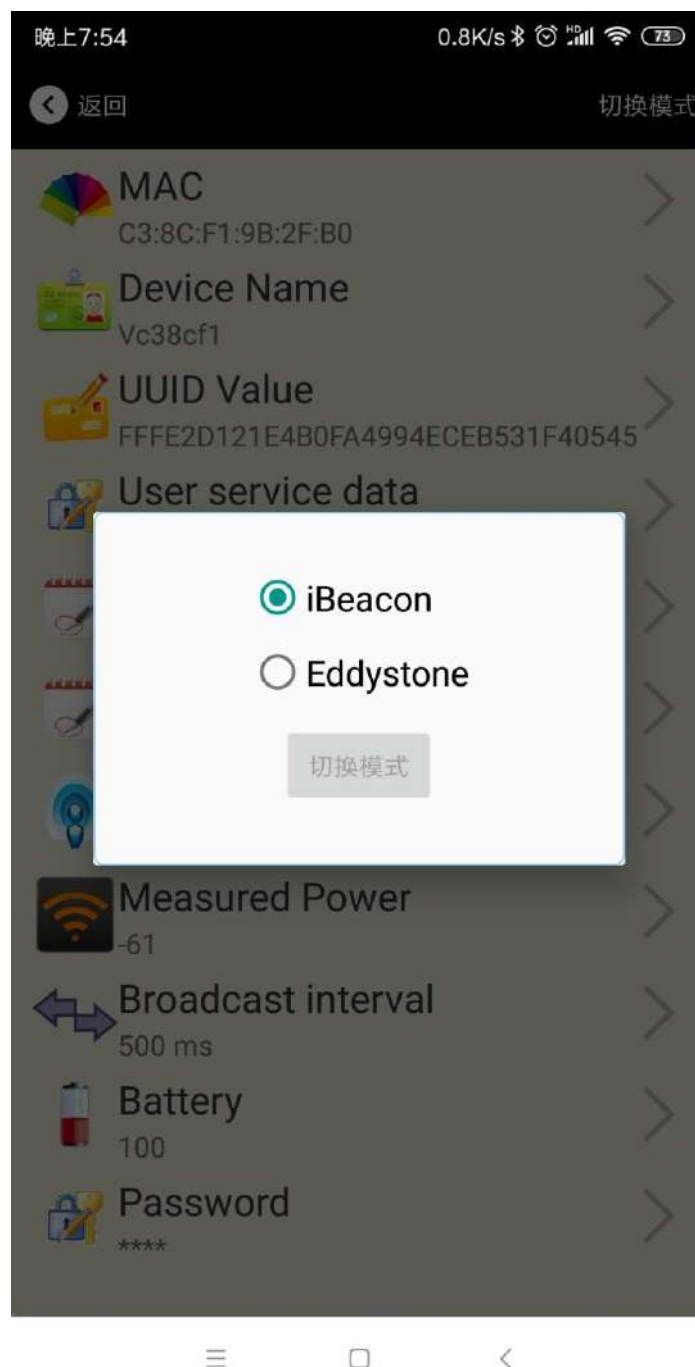 晚上7:54
0.8K/s HD 73
返回
切换模式
MAC
C3:8C:F1:9B:2F:B0
Device Name
Vc38cf1
UUID Value
FFFE2D121E4B0FA4994ECEB531F40545
User service data
iBeacon
Eddystone
切换模式
Measured Power
-61
Broadcast interval
500 ms
Battery
100
Password
****